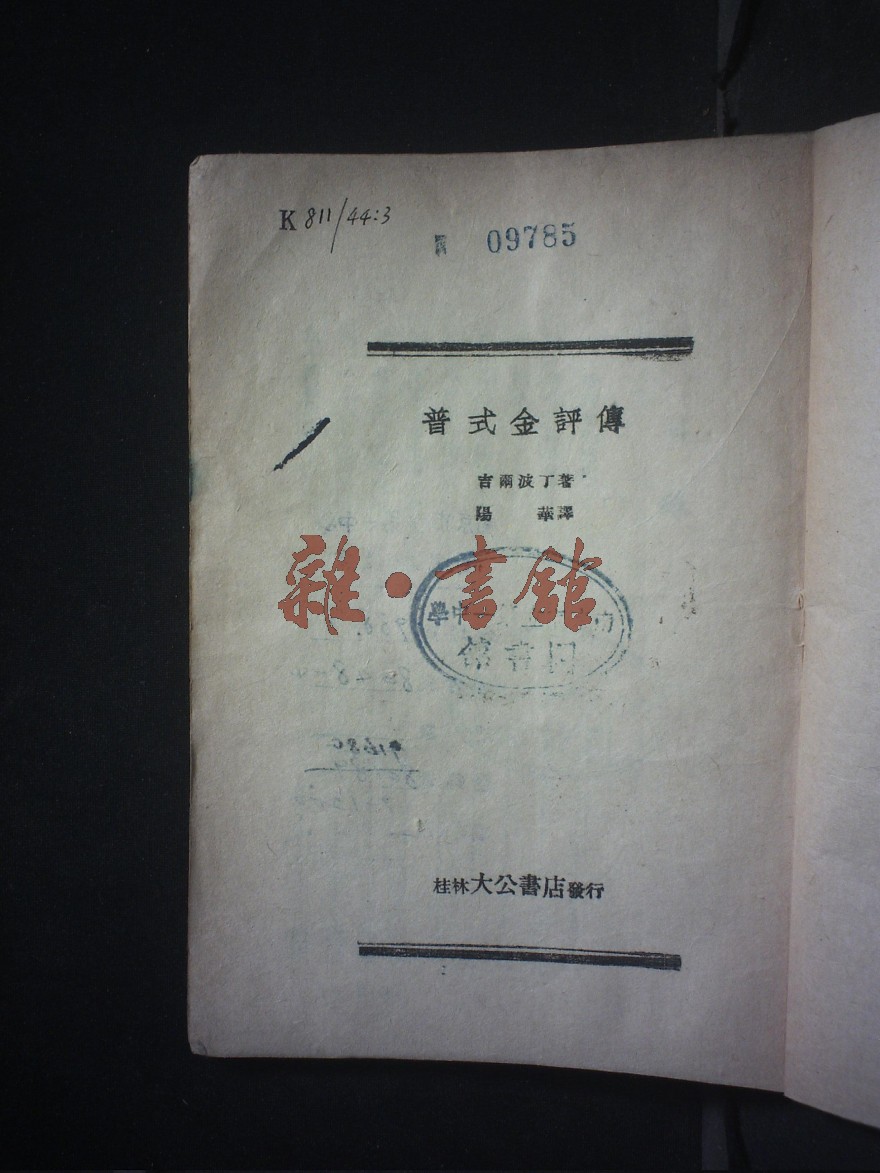 K 811/44:3
09785
普式金評傳
吉爾波丁著
陽華譯
雜·書館
桂林大公書店發行